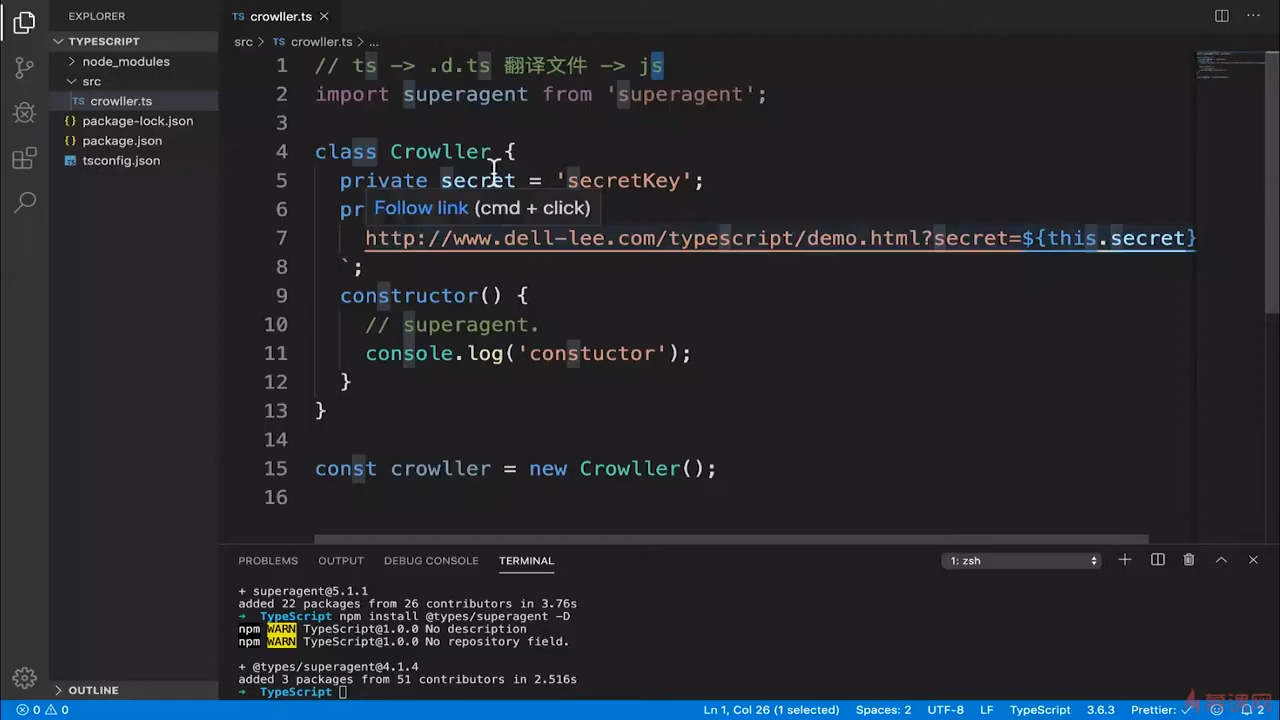 EXPLORER
TS crowller.ts ×
TYPESCRIPT
src > TS crowller.ts > ...
node_modules
src
TS crowller.ts
{} package-lock.json
{} package.json
tsconfig.json
1 // ts -> .d.ts 翻译文件 -> js
2 import superagent from 'superagent';
3
4 class Crowller {
5 private secret = 'secretKey';
6 pr
Follow link (cmd + click)
7 http://www.dell-lee.com/typescript/demo.html?secret=${this.secret}
8 `;
9 constructor() {
10 // superagent.
11 console.log('constuctor');
12 }
13 }
14
15 const crowller = new Crowller();
16
PROBLEMS OUTPUT DEBUG CONSOLE TERMINAL 1: zsh
+ superagent@5.1.1
added 22 packages from 26 contributors in 3.76s
→ TypeScript npm install @types/superagent -D
npm WARN TypeScript@1.0.0 No description
npm WARN TypeScript@1.0.0 No repository field.
+ @types/superagent@4.1.4
added 3 packages from 51 contributors in 2.516s
→ TypeScript
OUTLINE
0 0 Ln 1, Col 26 (1 selected) Spaces: 2 UTF-8 LF TypeScript 3.6.3 Prettier: ✓ 2
慕课网